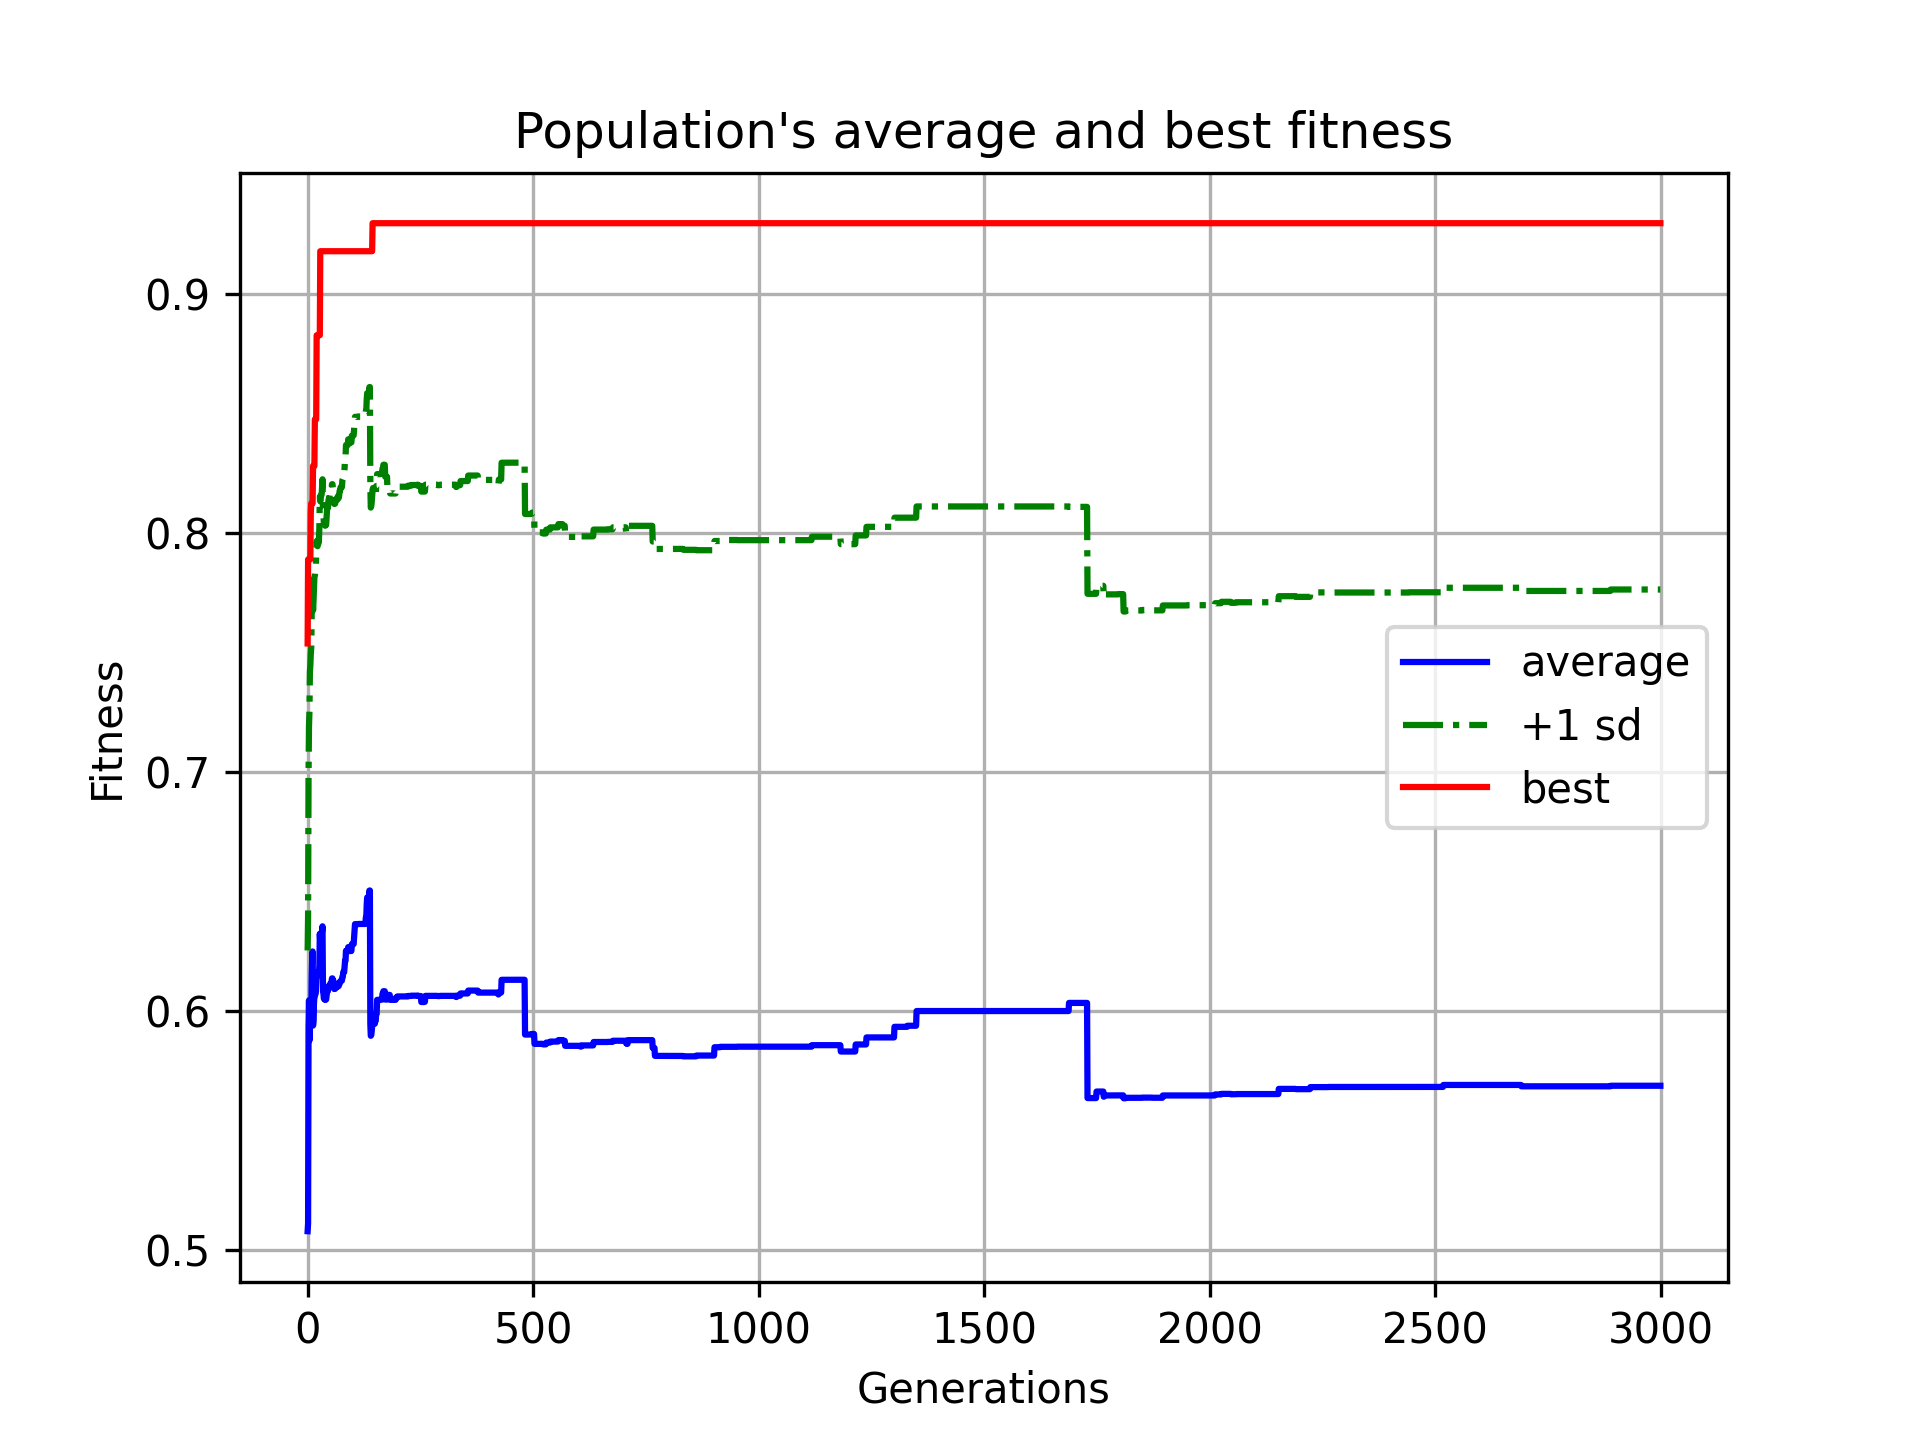 Population's average and best fitness
Fitness
0.9
0.8
0.7
0.6
0.5
average
+1 sd
best
0 500 1000 1500 2000 2500 3000
Generations